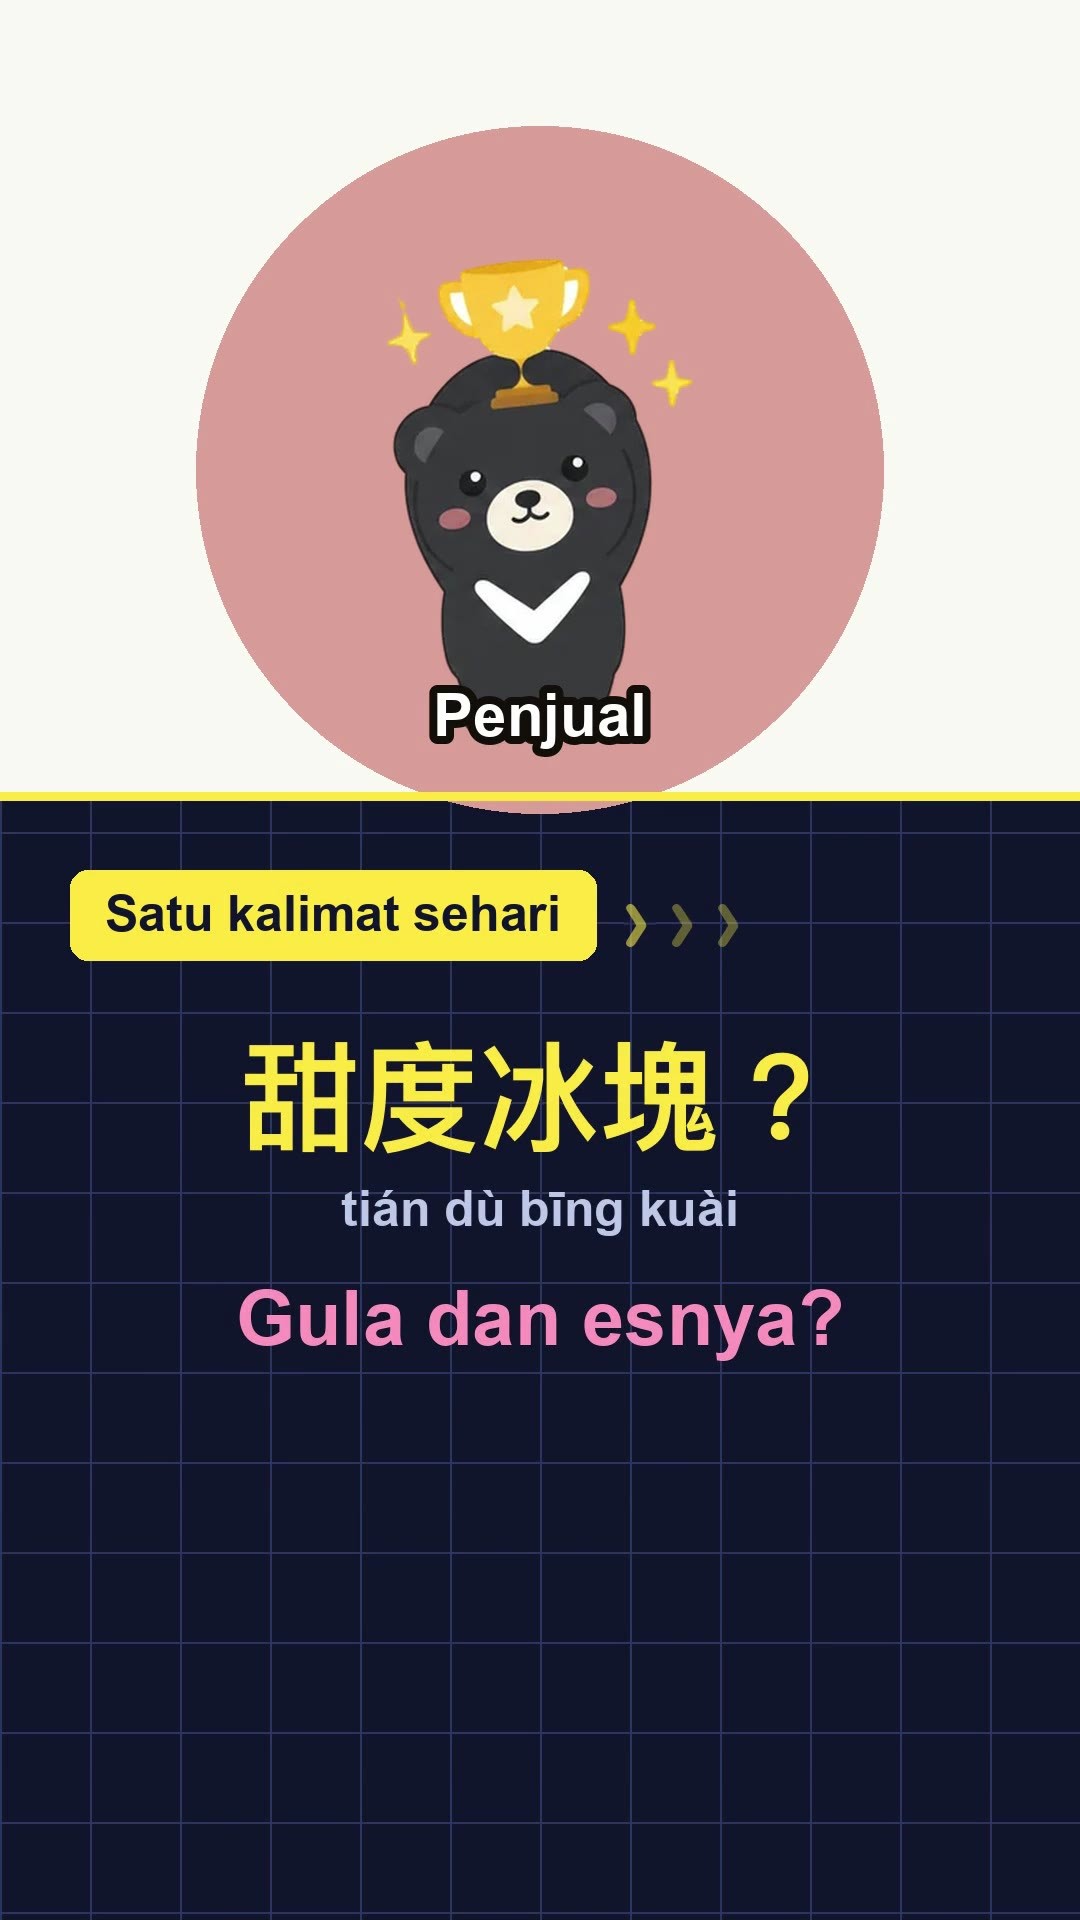 Penjual
Satu kalimat sehari
甜度冰塊？
tián dù bīng kuài
Gula dan esnya?